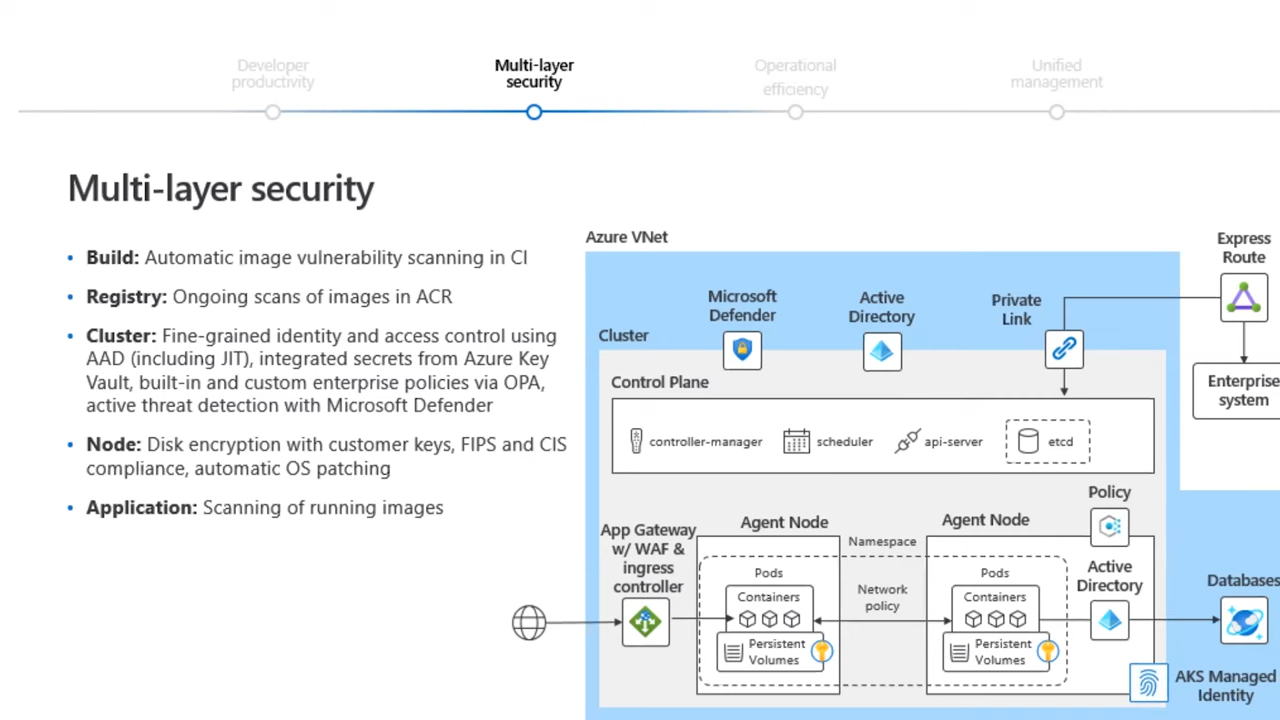 Developer
productivity
Multi-layer
security
Operational
efficiency
Unified
management
Multi-layer security
• Build: Automatic image vulnerability scanning in CI
• Registry: Ongoing scans of images in ACR
• Cluster: Fine-grained identity and access control using
AAD (including JIT), integrated secrets from Azure Key
Vault, built-in and custom enterprise policies via OPA,
active threat detection with Microsoft Defender
• Node: Disk encryption with customer keys, FIPS and CIS
compliance, automatic OS patching
• Application: Scanning of running images
Azure VNet
Express
Route
Microsoft
Defender
Active
Directory
Private
Link
Cluster
Control Plane
Enterprise
system
controller-manager
scheduler
api-server
etcd
Policy
App Gateway
w/ WAF &
ingress
controller
Agent Node
Namespace
Agent Node
Pods
Containers
Persistent
Volumes
Network
policy
Pods
Containers
Persistent
Volumes
Active
Directory
Databases
AKS Managed
Identity